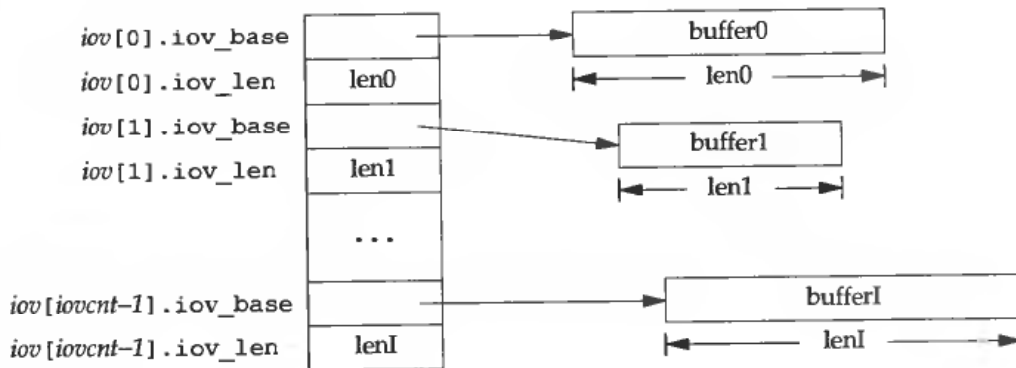 iov[0].iov_base
buffer0
iov[0].iov_len len0
len0
iov[1].iov_base
buffer1
iov[1].iov_len len1
len1
...
iov[iovcnt–1].iov_base
bufferI
iov[iovcnt–1].iov_len lenI
lenI